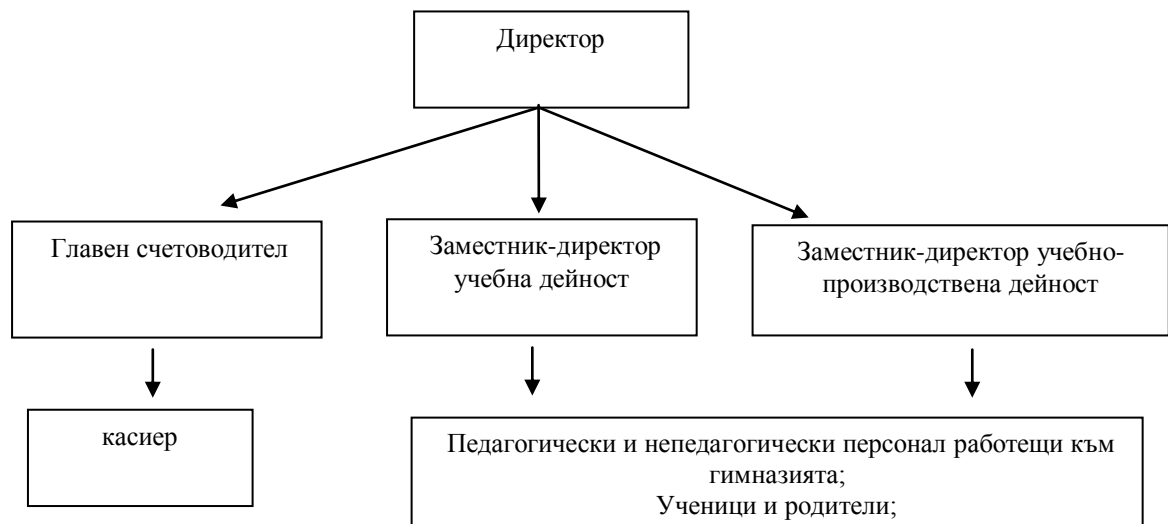 Директор
Главен счетоводител
Заместник-директор
учебна дейност
Заместник-директор учебно-
производствена дейност
касиер
Педагогически и непедагогически персонал работещи към
гимназията;
Ученици и родители;